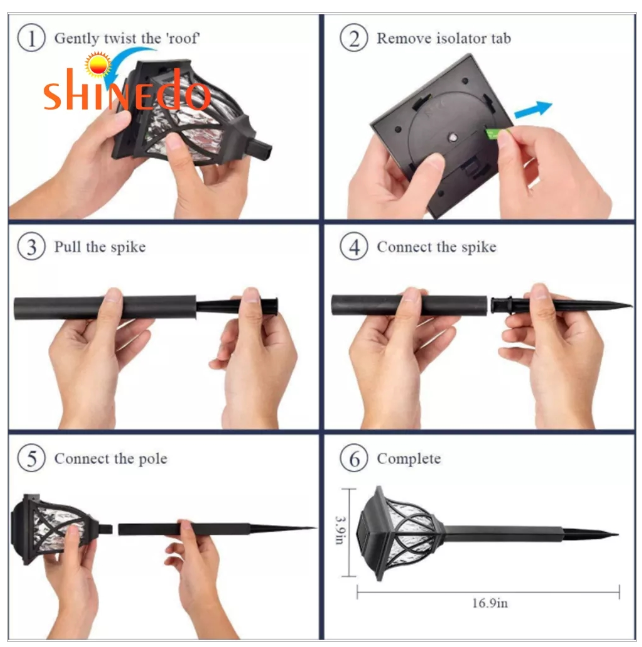 1 Gently twist the 'roof'
SHINEDO
2 Remove isolator tab
3 Pull the spike
4 Connect the spike
5 Connect the pole
6 Complete
3.9in
16.9in